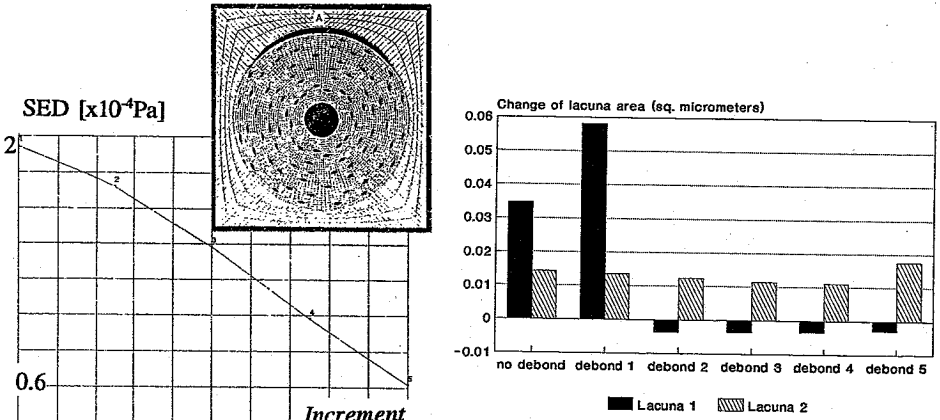 A
SED [x10⁻⁴Pa]
2
2
3
4
5
0.6
Increment
Change of lacuna area (sq. micrometers)
0.06
0.05
0.04
0.03
0.02
0.01
0
-0.01
no debond debond 1 debond 2 debond 3 debond 4 debond 5
Lacuna 1 Lacuna 2